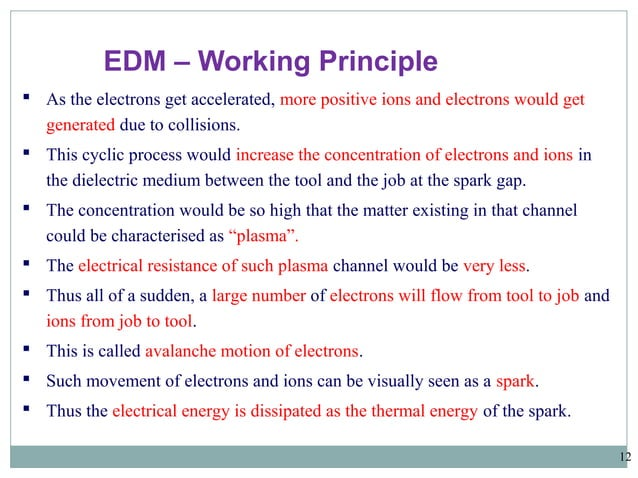 EDM – Working Principle
▪ As the electrons get accelerated, more positive ions and electrons would get
generated due to collisions.
▪ This cyclic process would increase the concentration of electrons and ions in
the dielectric medium between the tool and the job at the spark gap.
▪ The concentration would be so high that the matter existing in that channel
could be characterised as “plasma”.
▪ The electrical resistance of such plasma channel would be very less.
▪ Thus all of a sudden, a large number of electrons will flow from tool to job and
ions from job to tool.
▪ This is called avalanche motion of electrons.
▪ Such movement of electrons and ions can be visually seen as a spark.
▪ Thus the electrical energy is dissipated as the thermal energy of the spark.
12